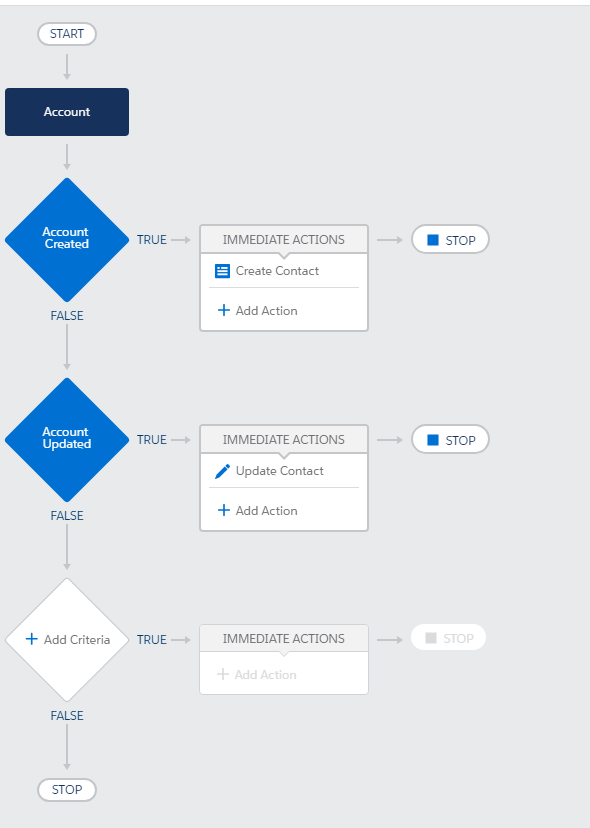 START
Account
Account
Created
TRUE
IMMEDIATE ACTIONS
Create Contact
Add Action
STOP
FALSE
Account
Updated
TRUE
IMMEDIATE ACTIONS
Update Contact
Add Action
STOP
FALSE
Add Criteria
TRUE
IMMEDIATE ACTIONS
Add Action
STOP
FALSE
STOP